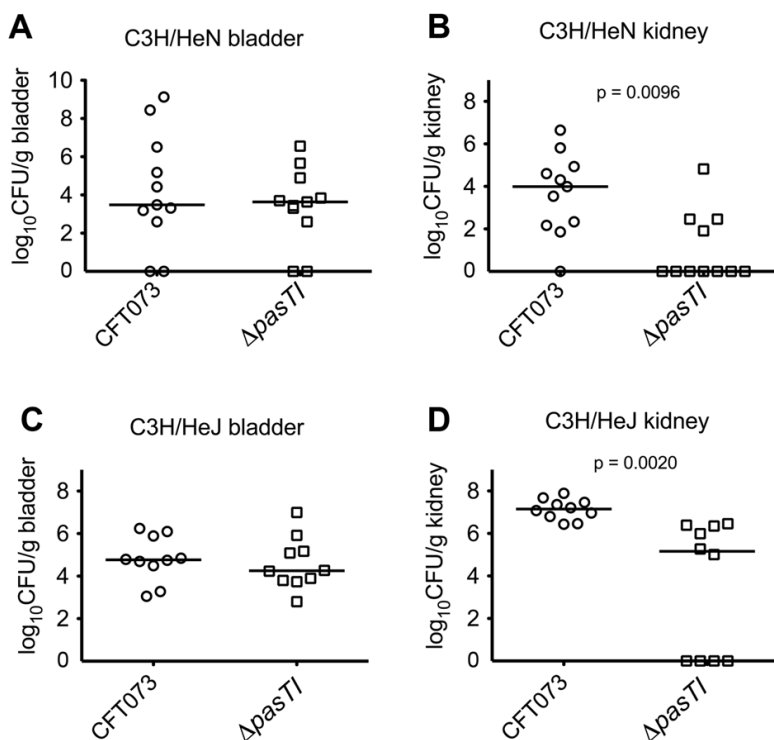 A
C3H/HeN bladder
log₁₀CFU/g bladder
10
8
6
4
2
0
CFT073
ΔpasTI
B
C3H/HeN kidney
p = 0.0096
log₁₀CFU/g kidney
8
6
4
2
0
CFT073
ΔpasTI
C
C3H/HeJ bladder
log₁₀CFU/g bladder
8
6
4
2
0
CFT073
ΔpasTI
D
C3H/HeJ kidney
p = 0.0020
log₁₀CFU/g kidney
8
6
4
2
0
CFT073
ΔpasTI